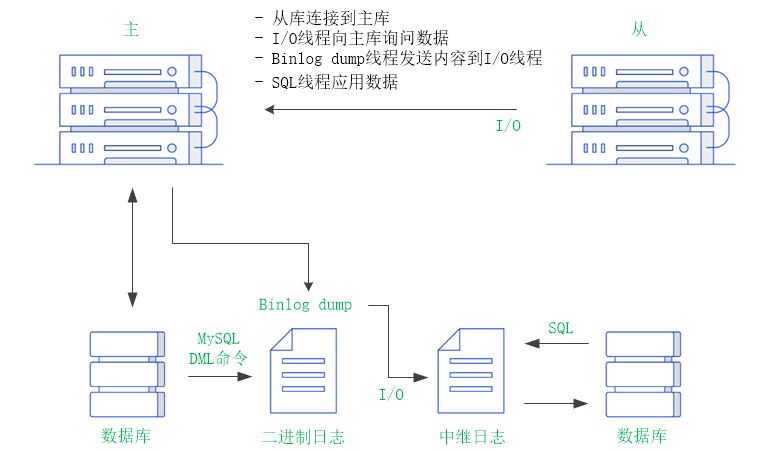 主
- 从库连接到主库
- I/O线程向主库询问数据
- Binlog dump线程发送内容到I/O线程
- SQL线程应用数据
从
I/O
Binlog dump
MySQL
DML命令
I/O
SQL
数据库
二进制日志
中继日志
数据库